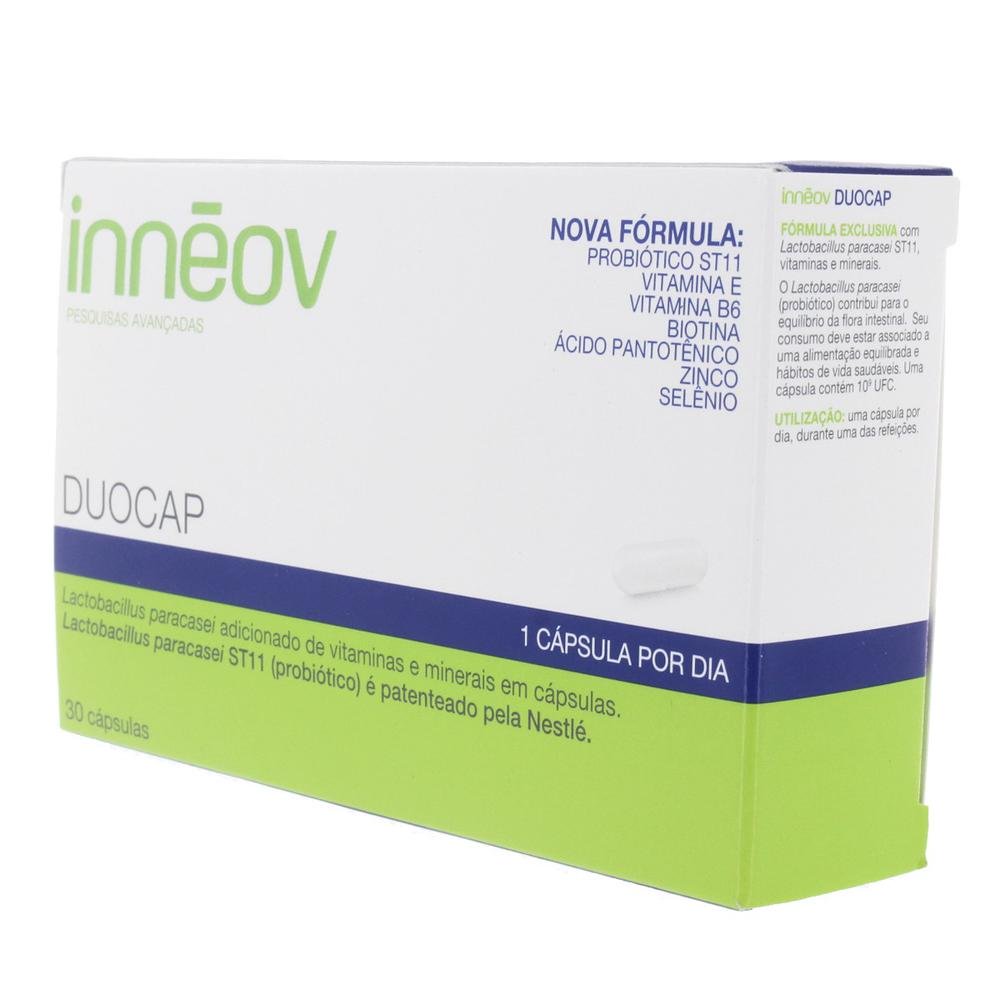 innēov
PESQUISAS AVANÇADAS
NOVA FÓRMULA:
PROBIÓTICO ST11
VITAMINA E
VITAMINA B6
BIOTINA
ÁCIDO PANTOTÊNICO
ZINCO
SELÊNIO
DUOCAP
1 CÁPSULA POR DIA
Lactobacillus paracasei adicionado de vitaminas e minerais em cápsulas.
Lactobacillus paracasei ST11 (probiótico) é patenteado pela Nestlé.
30 cápsulas
innēov DUOCAP
FÓRMULA EXCLUSIVA com
Lactobacillus paracasei ST11,
vitaminas e minerais.
O Lactobacillus paracasei
(probiótico) contribui para o
equilíbrio da flora intestinal. Seu
consumo deve estar associado a
uma alimentação equilibrada e
hábitos de vida saudáveis. Uma
cápsula contém 10⁹ UFC.
UTILIZAÇÃO: uma cápsula por
dia, durante uma das refeições.